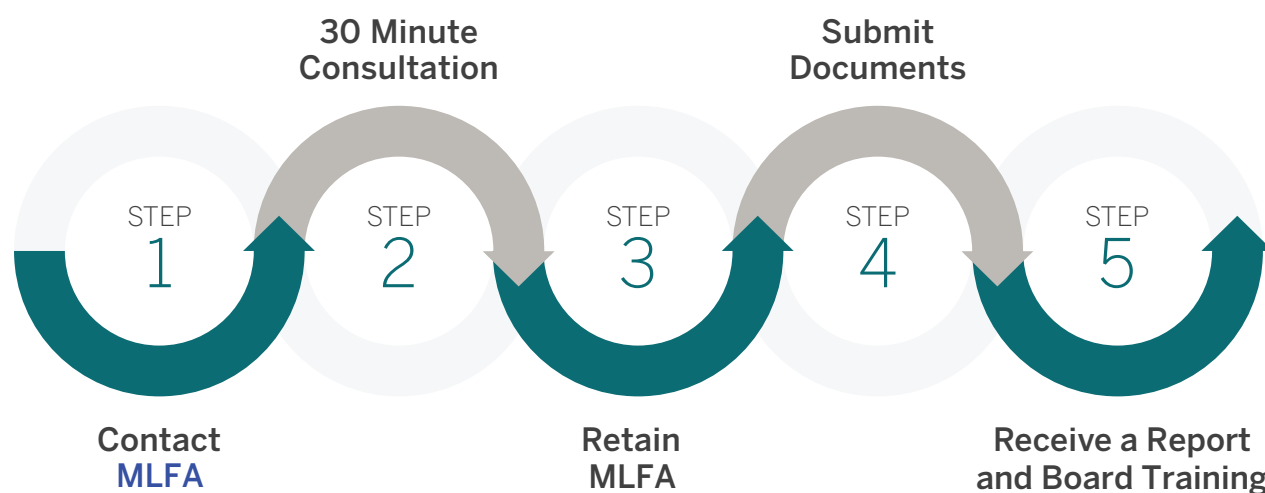 30 Minute
Consultation
Submit
Documents
STEP
1
STEP
2
STEP
3
STEP
4
STEP
5
Contact
MLFA
Retain
MLFA
Receive a Report
and Board Training